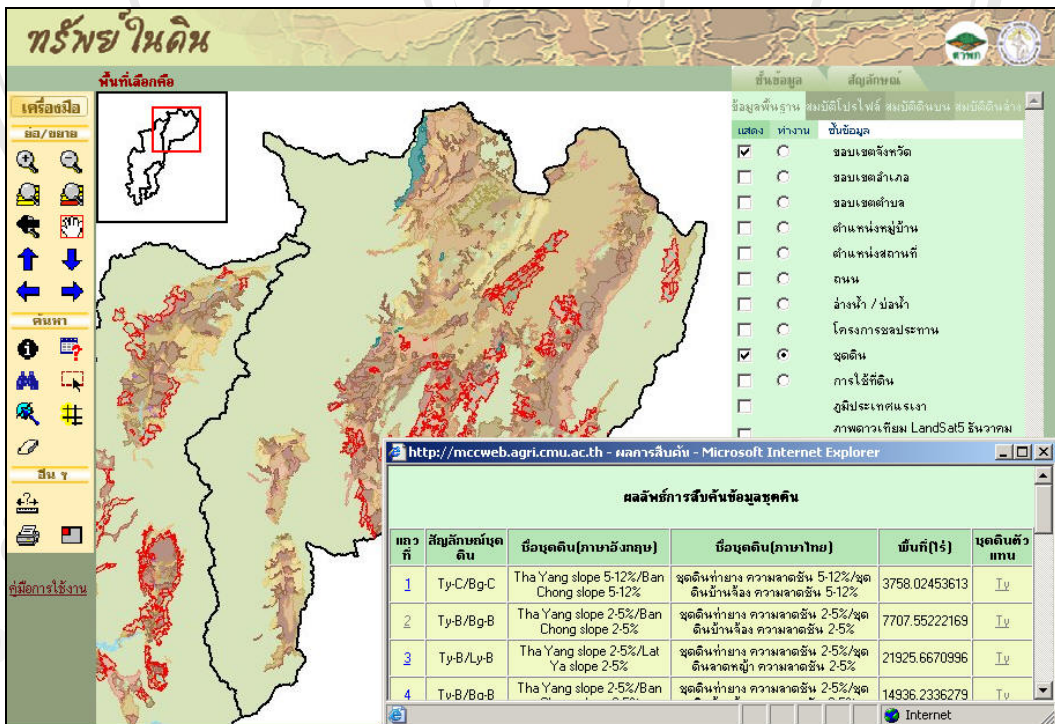 ทรัพย์ในดิน
สวพก
พื้นที่เลือกคือ
ชั้นข้อมูล สัญลักษณ์
เครื่องมือ
ย่อ/ขยาย
ค้นหา
อื่น ๆ
คู่มือการใช้งาน
ข้อมูลพื้นฐาน สมบัติโปรไฟล์ สมบัติดินบน สมบัติดินล่าง
แสดง ทำงาน ชั้นข้อมูล
ขอบเขตจังหวัด
ขอบเขตอำเภอ
ขอบเขตตำบล
ตำแหน่งหมู่บ้าน
ตำแหน่งสถานที่
ถนน
อ่างน้ำ / บ่อน้ำ
โครงการชลประทาน
ชุดดิน
การใช้ที่ดิน
ภูมิประเทศแรเงา
ภาพดาวเทียม LandSat5 ธันวาคม
http://mccweb.agri.cmu.ac.th - ผลการสืบค้น - Microsoft Internet Explorer
ผลลัพธ์การสืบค้นข้อมูลชุดดิน
แถวที่ สัญลักษณ์ชุดดิน ชื่อชุดดิน(ภาษาอังกฤษ) ชื่อชุดดิน(ภาษาไทย) พื้นที่(ไร่) ชุดดินตัวแทน
1 Ty-C/Bg-C Tha Yang slope 5-12%/Ban Chong slope 5-12% ชุดดินท่ายาง ความลาดชัน 5-12%/ชุดดินบ้านจ้อง ความลาดชัน 5-12% 3758.02453613 Ty
2 Ty-B/Bg-B Tha Yang slope 2-5%/Ban Chong slope 2-5% ชุดดินท่ายาง ความลาดชัน 2-5%/ชุดดินบ้านจ้อง ความลาดชัน 2-5% 7707.55222169 Ty
3 Ty-B/Ly-B Tha Yang slope 2-5%/Lat Ya slope 2-5% ชุดดินท่ายาง ความลาดชัน 2-5%/ชุดดินลาดหญ้า ความลาดชัน 2-5% 21925.6670996 Ty
4 Ty-B/Bg-B Tha Yang slope 2-5%/Ban ชุดดินท่ายาง ความลาดชัน 2-5%/ชุด 14936.2336279 Ty
Internet